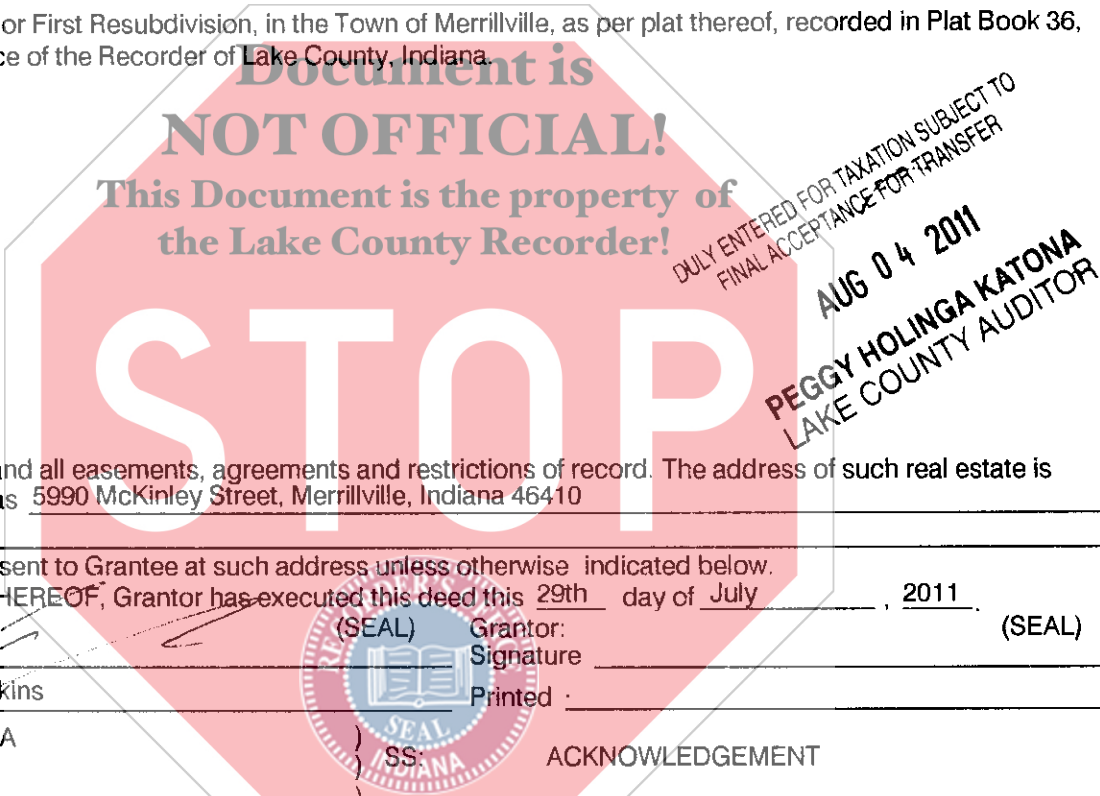 or First Resubdivision, in the Town of Merrillville, as per plat thereof, recorded in Plat Book 36,
ce of the Recorder of Lake County, Indiana.
Document is
NOT OFFICIAL!
This Document is the property of
the Lake County Recorder!
DULY ENTERED FOR TAXATION SUBJECT TO
FINAL ACCEPTANCE FOR TRANSFER
AUG 04 2011
PEGGY HOLINGA KATONA
LAKE COUNTY AUDITOR
STOP
and all easements, agreements and restrictions of record. The address of such real estate is
as 5990 McKinley Street, Merrillville, Indiana 46410
sent to Grantee at such address unless otherwise indicated below.
HEREOF, Grantor has executed this deed this 29th day of July, 2011.
(SEAL) Grantor: (SEAL)
Signature
kins Printed
A ) SS: ACKNOWLEDGEMENT
)
RECORDER'S OFFICE
SEAL
INDIANA